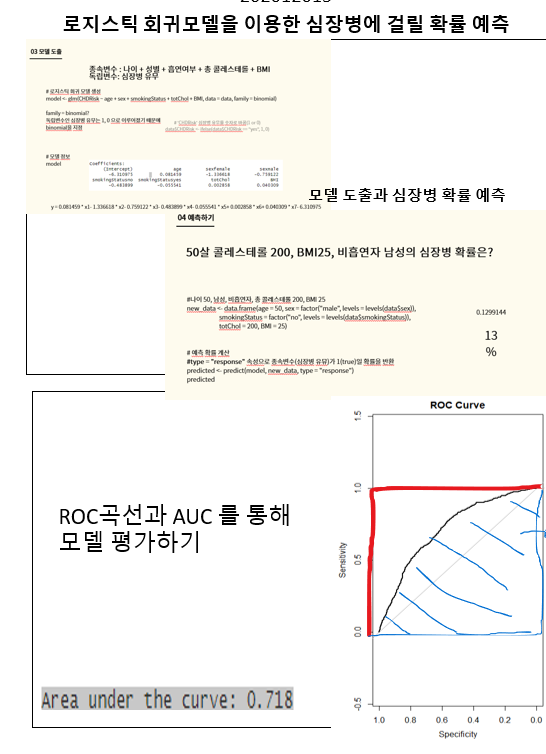 로지스틱 회귀모델을 이용한 심장병에 걸릴 확률 예측
03 모델 도출
종속변수 : 나이 + 성별 + 흡연여부 + 총 콜레스테롤 + BMI
독립변수: 심장병 유무
# 로지스틱 회귀 모델 생성
model <- glm(CHDRisk ~ age + sex + smokingStatus + totChol + BMI, data = data, family = binomial)
family = binomial?
독립변수인 심장병 유무는 1, 0 으로 이루어졌기 때문에
binomial을 지정
# 모델 정보
model
Coefficients:
(Intercept) age sexfemale sexmale
-6.310975 0.081459 -1.336618 -0.759122
smokingStatusno smokingStatusyes totChol BMI
-0.483899 -0.055541 0.002858 0.040309
y = 0.081459 * x1- 1.336618 * x2- 0.759122 * x3- 0.483899 * x4- 0.055541 * x5+ 0.002858 * x6+ 0.040309 * x7- 6.310975
모델 도출과 심장병 확률 예측
04 예측하기
50살 콜레스테롤 200, BMI25, 비흡연자 남성의 심장병 확률은?
#나이 50, 남성, 비흡연자, 총 콜레스테롤 200, BMI 25
new_data <- data.frame(age = 50, sex = factor("male", levels = levels(data$sex)),
smokingStatus = factor("no", levels = levels(data$smokingStatus)),
totChol = 200, BMI = 25)
0.1299144
13
%
# 예측 확률 계산
#type = "response" 속성으로 종속변수(심장병 유뮤)가 1(true)일 확률을 반환
predicted <- predict(model, new_data, type = "response")
predicted
ROC곡선과 AUC 를 통해
모델 평가하기
Area under the curve: 0.718
ROC Curve
1.5
1.0
0.5
0.0
-0.5
Sensitivity
1.0 0.8 0.6 0.4 0.2 0.0
Specificity